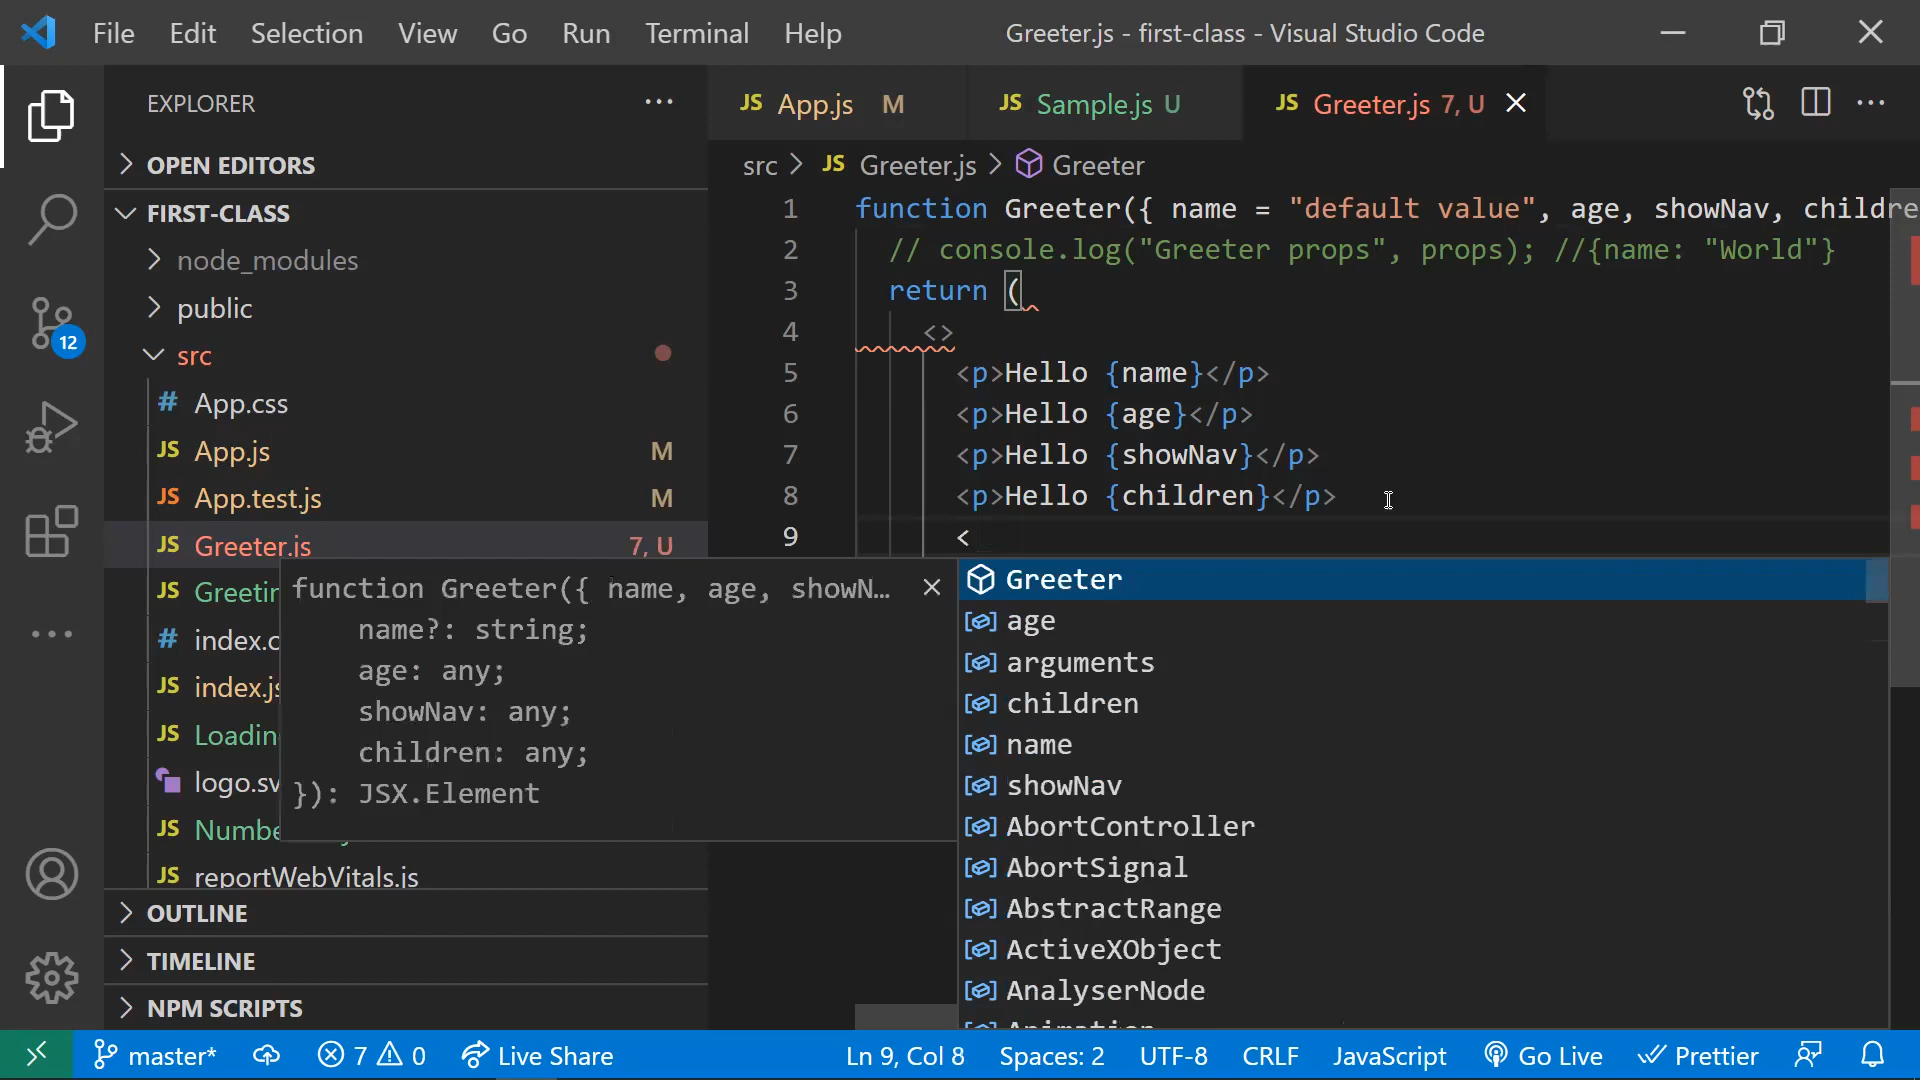 File Edit Selection View Go Run Terminal Help Greeter.js - first-class - Visual Studio Code
EXPLORER ...
JS App.js M JS Sample.js U JS Greeter.js 7, U
OPEN EDITORS
src > JS Greeter.js > Greeter
FIRST-CLASS
node_modules
public
src
# App.css
JS App.js M
JS App.test.js M
JS Greeter.js 7, U
JS Greetin
# index.c
JS index.js
JS Loadin
logo.sv
JS Numbe
JS reportWebVitals.js
OUTLINE
TIMELINE
NPM SCRIPTS
12
1 function Greeter({ name = "default value", age, showNav, childre
2 // console.log("Greeter props", props); //{name: "World"}
3 return (
4 <>
5 <p>Hello {name}</p>
6 <p>Hello {age}</p>
7 <p>Hello {showNav}</p>
8 <p>Hello {children}</p>
9 <
function Greeter({ name, age, showN...
name?: string;
age: any;
showNav: any;
children: any;
}): JSX.Element
Greeter
age
arguments
children
name
showNav
AbortController
AbortSignal
AbstractRange
ActiveXObject
AnalyserNode
master* 7 0 Live Share Ln 9, Col 8 Spaces: 2 UTF-8 CRLF JavaScript Go Live Prettier